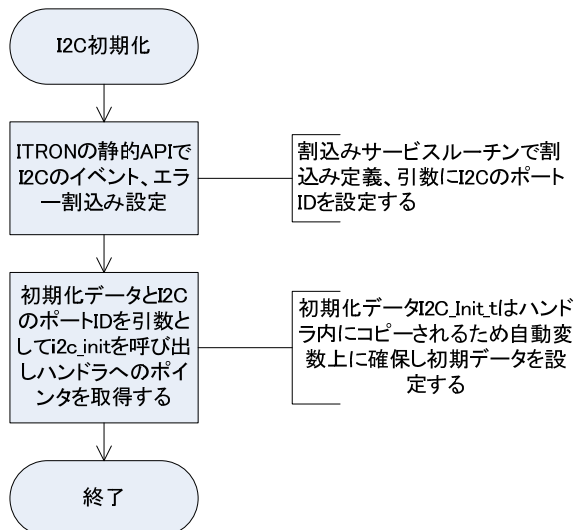 I2C初期化
ITRONの静的APIで
I2Cのイベント、エラ
ー割込み設定
割込みサービスルーチンで割
込み定義、引数にI2Cのポート
IDを設定する
初期化データとI2C
のポートIDを引数と
してi2c_initを呼び出
しハンドラへのポイ
ンタを取得する
初期化データI2C_Init_tはハンド
ラ内にコピーされるため自動変
数上に確保し初期データを設
定する
終了